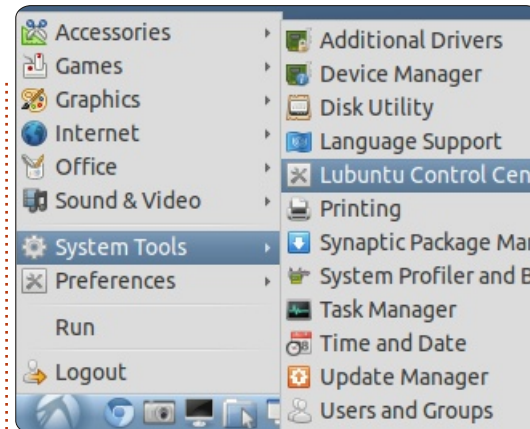 Accessories
Games
Graphics
Internet
Office
Sound & Video
System Tools
Preferences
Run
Logout
Additional Drivers
Device Manager
Disk Utility
Language Support
Lubuntu Control Cen
Printing
Synaptic Package Mar
System Profiler and B
Task Manager
Time and Date
Update Manager
Users and Groups